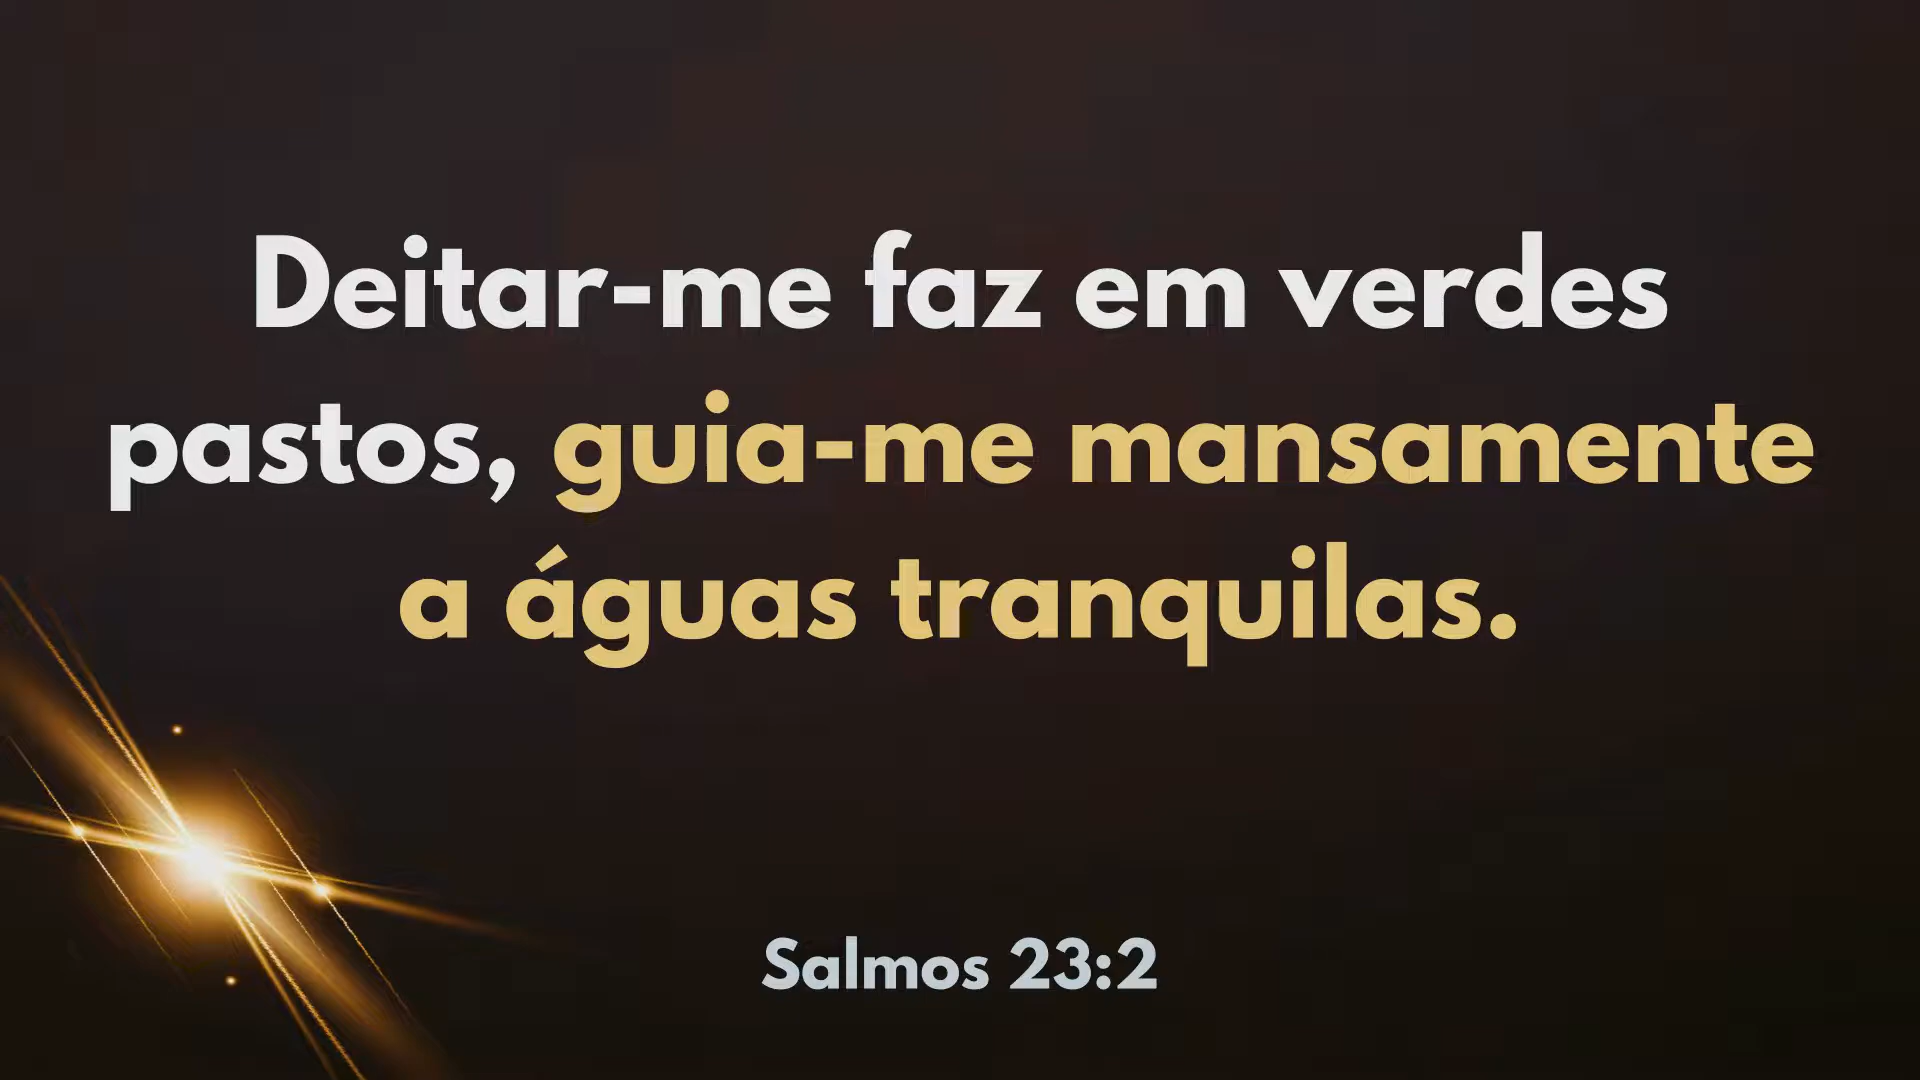 Deitar-me faz em verdes
pastos, guia-me mansamente
a águas tranquilas.
Salmos 23:2